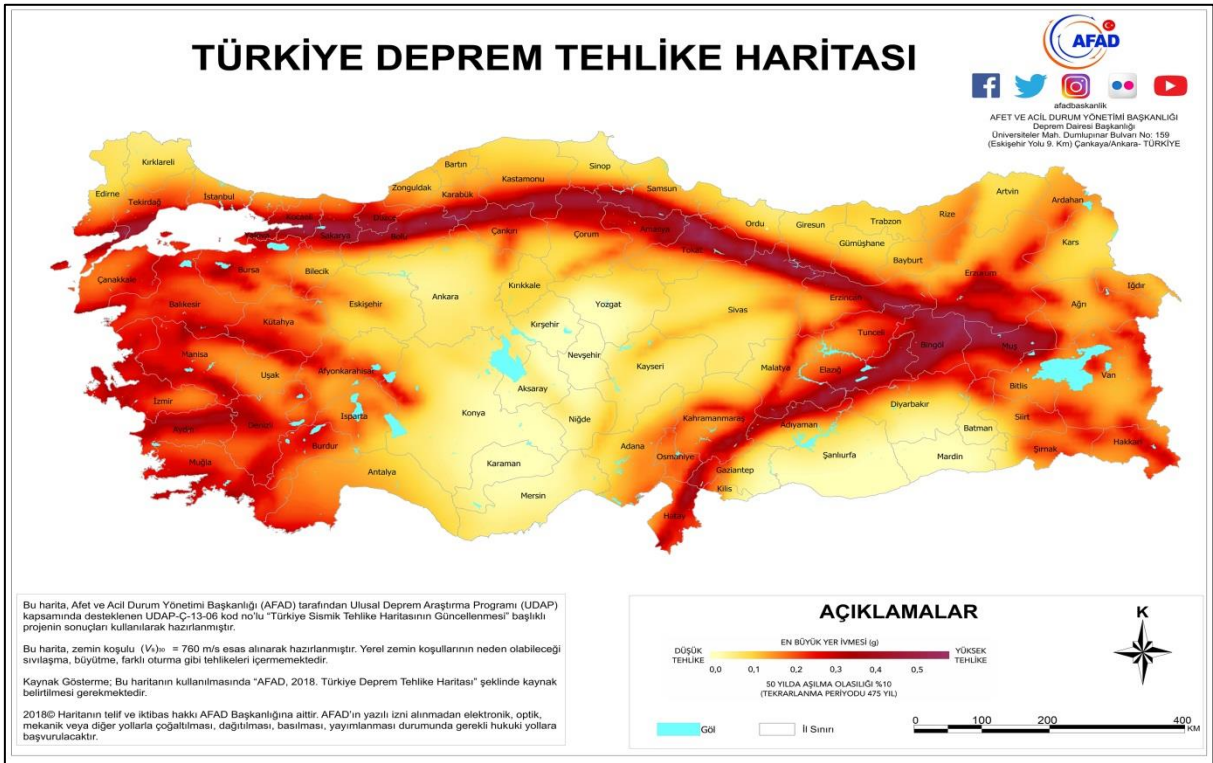 TÜRKİYE DEPREM TEHLİKE HARİTASI
AFAD
afadbaskanlik
AFET VE ACİL DURUM YÖNETİMİ BAŞKANLIĞI
Deprem Dairesi Başkanlığı
Üniversiteler Mah. Dumlupınar Bulvarı No: 159
(Eskişehir Yolu 9. Km) Çankaya/Ankara- TÜRKİYE
Kırklareli
Edirne
Tekirdağ
İstanbul
Kocaeli
Yalova
Sakarya
Düzce
Bolu
Zonguldak
Bartın
Karabük
Kastamonu
Sinop
Samsun
Çankırı
Çorum
Amasya
Tokat
Ordu
Giresun
Trabzon
Gümüşhane
Bayburt
Rize
Artvin
Ardahan
Kars
Iğdır
Ağrı
Erzurum
Erzincan
Çanakkale
Balıkesir
Bursa
Bilecik
Eskişehir
Kütahya
Ankara
Kırıkkale
Yozgat
Kırşehir
Sivas
Tunceli
Bingöl
Muş
Manisa
Uşak
Afyonkarahisar
Nevşehir
Kayseri
Malatya
Elazığ
Bitlis
Van
İzmir
Aydın
Denizli
Isparta
Konya
Aksaray
Niğde
Kahramanmaraş
Adıyaman
Diyarbakır
Batman
Siirt
Şırnak
Hakkari
Muğla
Burdur
Antalya
Karaman
Mersin
Adana
Osmaniye
Gaziantep
Kilis
Şanlıurfa
Mardin
Hatay
Bu harita, Afet ve Acil Durum Yönetimi Başkanlığı (AFAD) tarafından Ulusal Deprem Araştırma Programı (UDAP)
kapsamında desteklenen UDAP-Ç-13-06 kod no'lu "Türkiye Sismik Tehlike Haritasının Güncellenmesi" başlıklı
projenin sonuçları kullanılarak hazırlanmıştır.
Bu harita, zemin koşulu (Vs)30 = 760 m/s esas alınarak hazırlanmıştır. Yerel zemin koşullarının neden olabileceği
sıvılaşma, büyütme, farklı oturma gibi tehlikeleri içermemektedir.
Kaynak Gösterme; Bu haritanın kullanılmasında "AFAD, 2018. Türkiye Deprem Tehlike Haritası" şeklinde kaynak
belirtilmesi gerekmektedir.
2018© Haritanın telif ve iktibas hakkı AFAD Başkanlığına aittir. AFAD'ın yazılı izni alınmadan elektronik, optik,
mekanik veya diğer yollarla çoğaltılması, dağıtılması, basılması, yayımlanması durumunda gerekli hukuki yollara
başvurulacaktır.
AÇIKLAMALAR
EN BÜYÜK YER İVMESİ (g)
DÜŞÜK TEHLİKE
YÜKSEK TEHLİKE
0,0 0,1 0,2 0,3 0,4 0,5
50 YILDA AŞILMA OLASILIĞI %10
(TEKRARLANMA PERİYODU 475 YIL)
Göl
İl Sınırı
K
0 100 200 400
KM